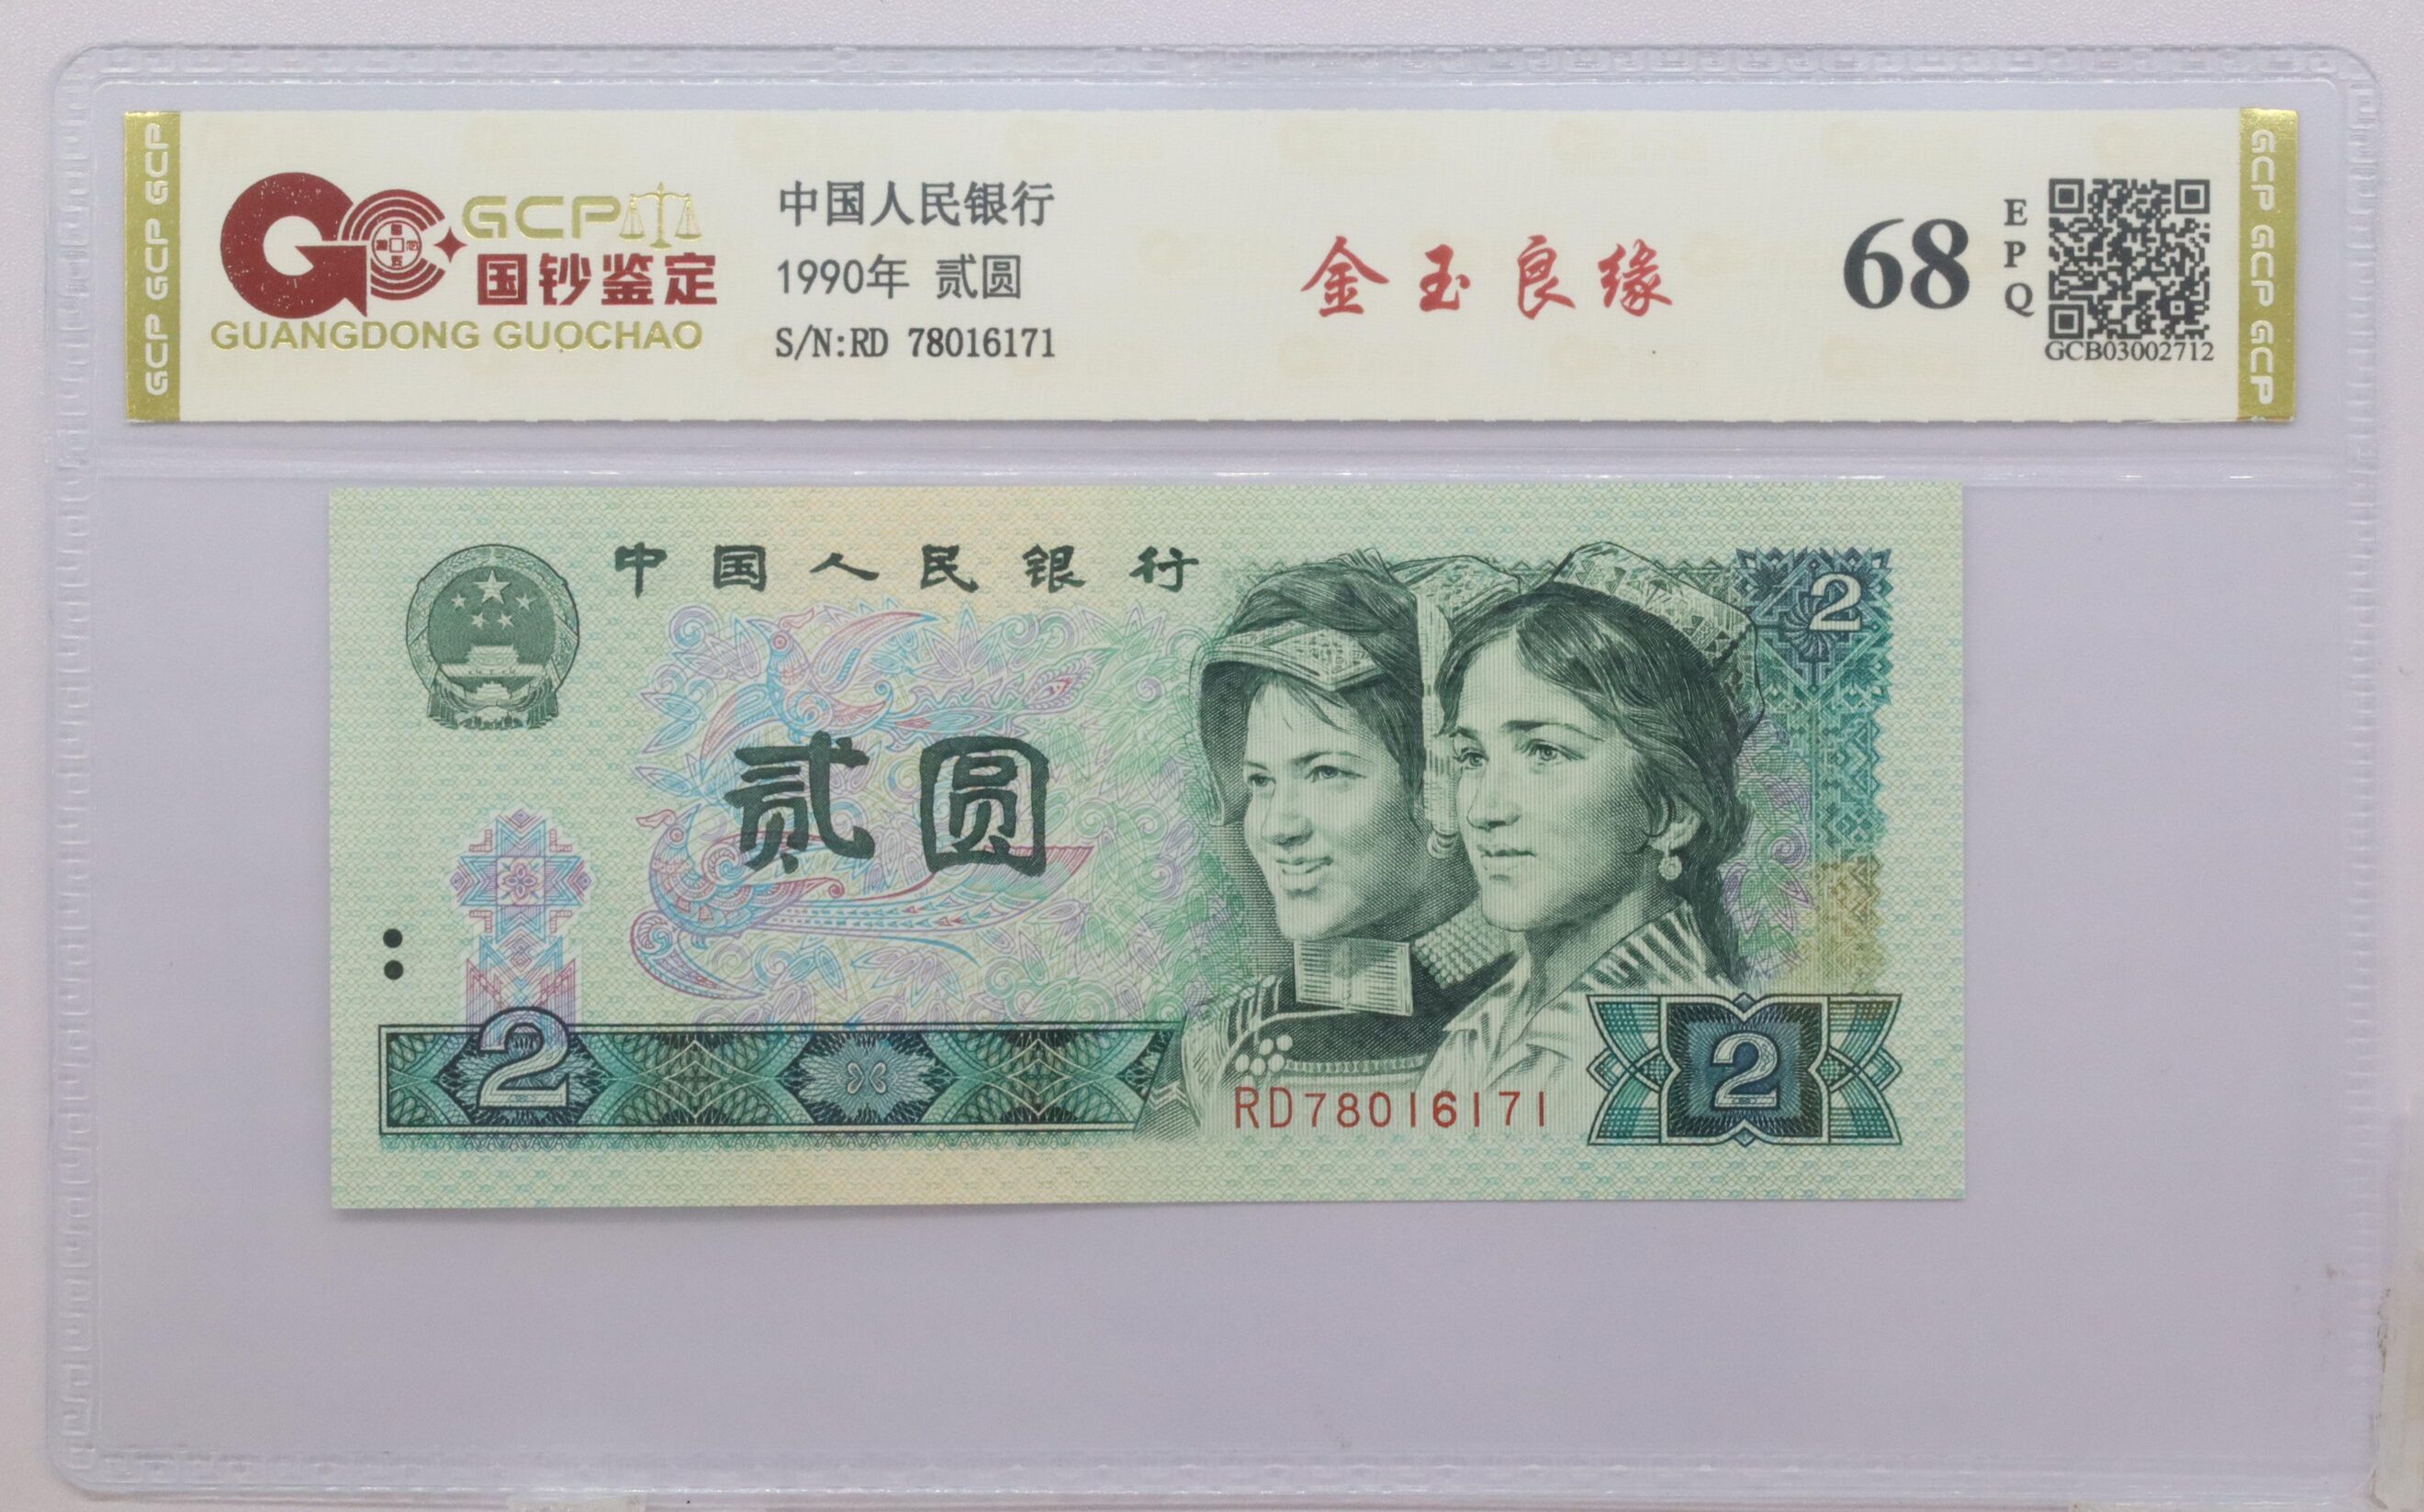 GCP GCP GCP
GCP
国钞鉴定
GUANGDONG GUOCHAO
中国人民银行
1990年 贰圆
S/N:RD 78016171
金玉良缘
68
EPQ
GCB03002712
GCP GCP GCP
中国人民银行
2
贰圆
2
2
RD78016171